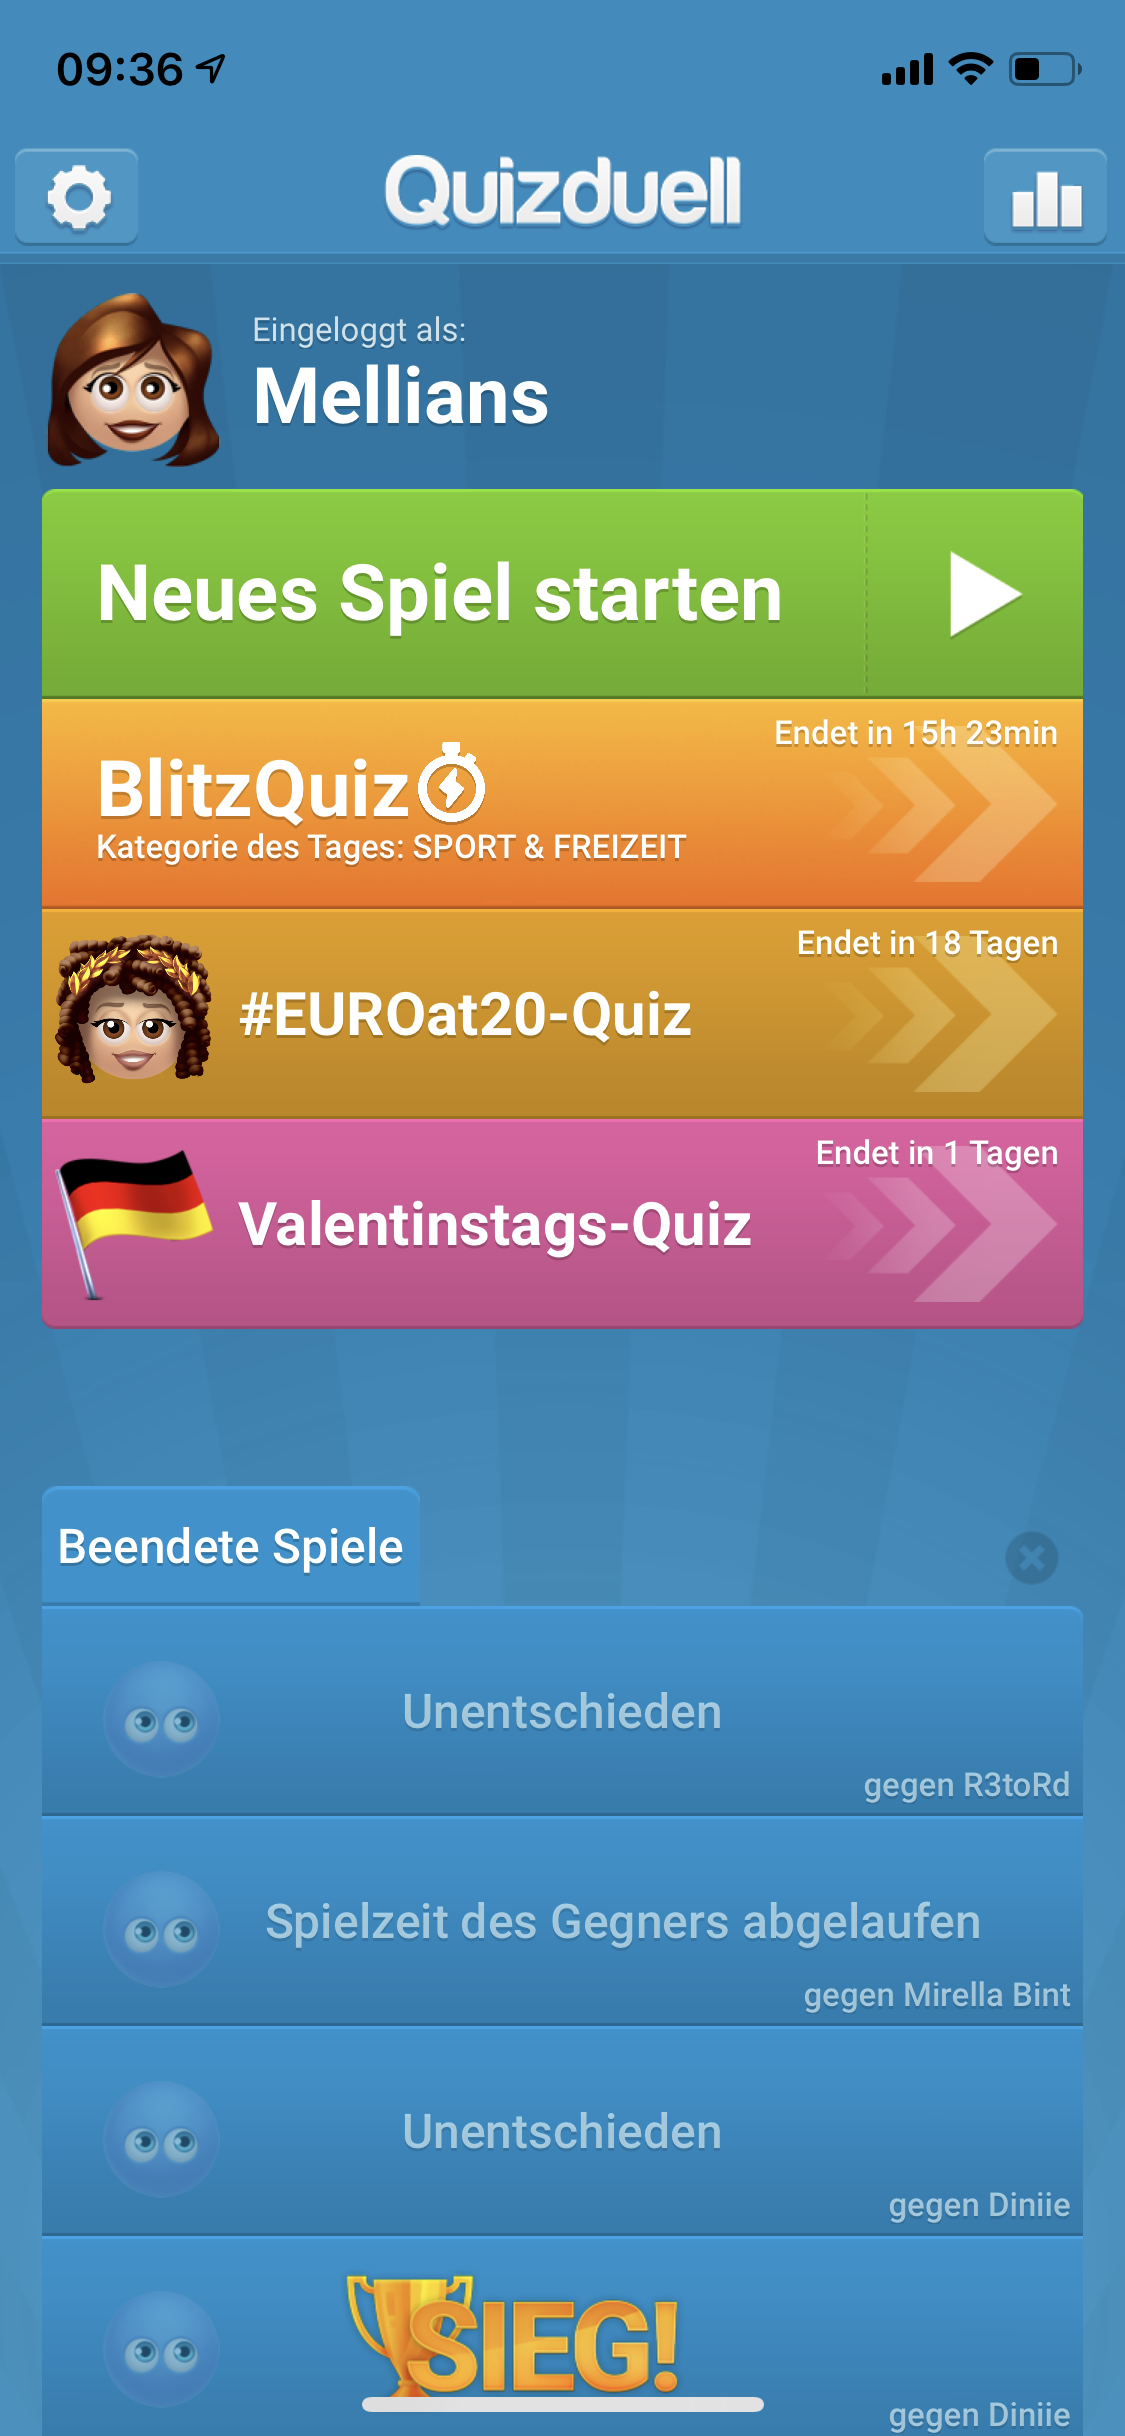 09:36
Quizduell
Eingeloggt als:
Mellians
Neues Spiel starten
Endet in 15h 23min
BlitzQuiz
Kategorie des Tages: SPORT & FREIZEIT
Endet in 18 Tagen
#EUROat20-Quiz
Endet in 1 Tagen
Valentinstags-Quiz
Beendete Spiele
Unentschieden
gegen R3toRd
Spielzeit des Gegners abgelaufen
gegen Mirella Bint
Unentschieden
gegen Diniie
SIEG!
gegen Diniie